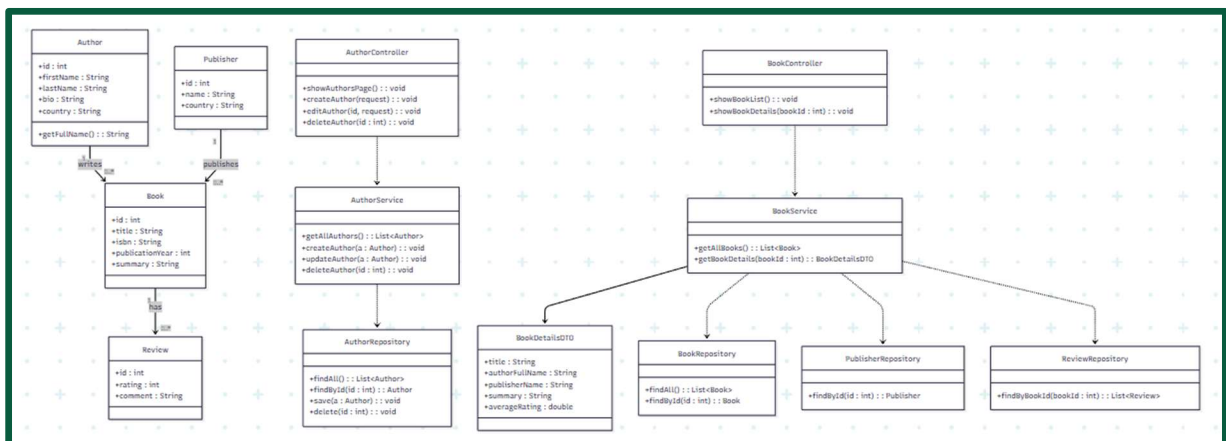 Author
+id : int
+firstName : String
+lastName : String
+bio : String
+country : String
+getFullName() : : String
Publisher
+id : int
+name : String
+country : String
writes
publishes
Book
+id : int
+title : String
+isbn : String
+publicationYear : int
+summary : String
has
Review
+id : int
+rating : int
+comment : String
AuthorController
+showAuthorsPage() : : void
+createAuthor(request) : : void
+editAuthor(id, request) : : void
+deleteAuthor(id : int) : : void
AuthorService
+getAllAuthors() : : List<Author>
+createAuthor(a : Author) : : void
+updateAuthor(a : Author) : : void
+deleteAuthor(id : int) : : void
AuthorRepository
+findAll() : : List<Author>
+findById(id : int) : : Author
+save(a : Author) : : void
+delete(id : int) : : void
BookController
+showBookList() : : void
+showBookDetails(bookId : int) : : void
BookService
+getAllBooks() : : List<Book>
+getBookDetails(bookId : int) : : BookDetailsDTO
BookDetailsDTO
+title : String
+authorFullName : String
+publisherName : String
+summary : String
+averageRating : double
BookRepository
+findAll() : : List<Book>
+findById(id : int) : : Book
PublisherRepository
+findById(id : int) : : Publisher
ReviewRepository
+findByBookId(bookId : int) : : List<Review>